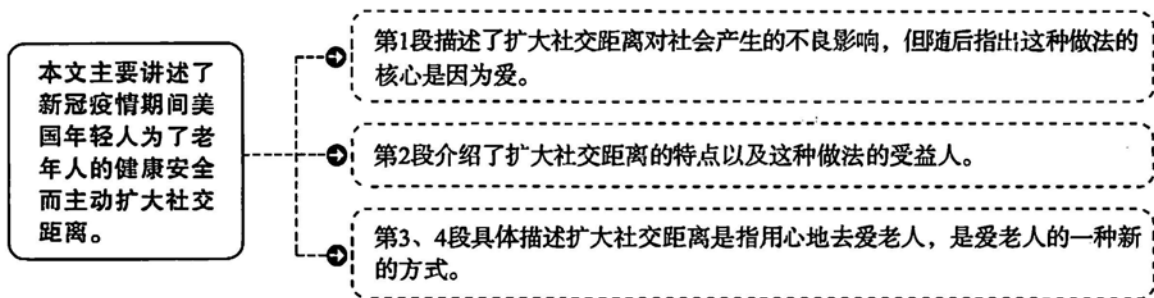 本文主要讲述了
新冠疫情期间美
国年轻人为了老
年人的健康安全
而主动扩大社交
距离。
第1段描述了扩大社交距离对社会产生的不良影响，但随后指出这种做法的
核心是因为爱。
第2段介绍了扩大社交距离的特点以及这种做法的受益人。
第3、4段具体描述扩大社交距离是指用心地去爱老人，是爱老人的一种新
的方式。